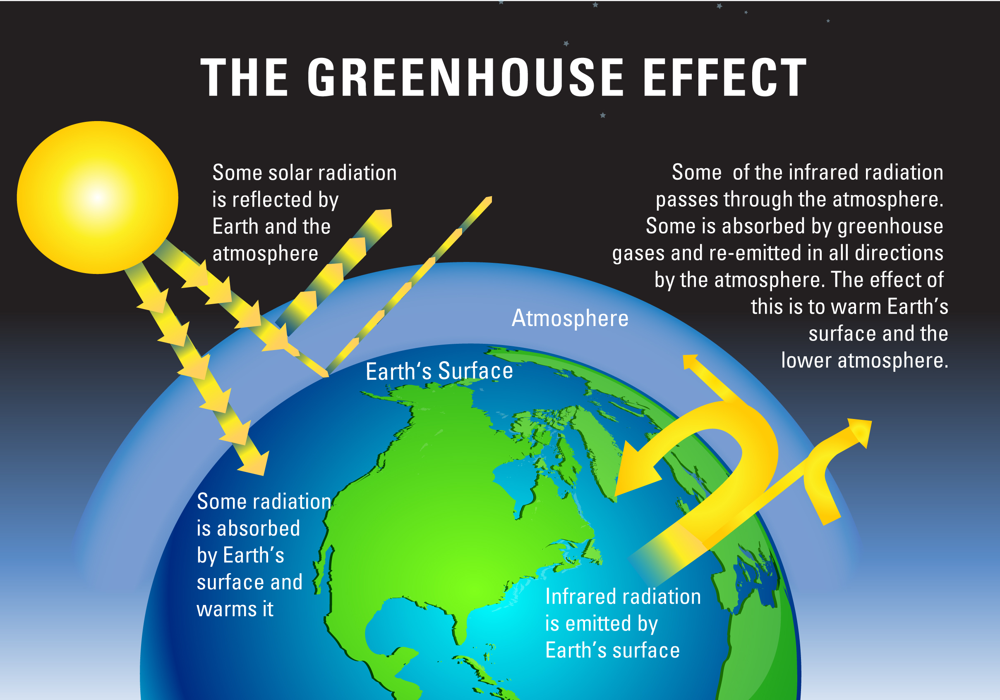 THE GREENHOUSE EFFECT
Some solar radiation
is reflected by
Earth and the
atmosphere
Some of the infrared radiation
passes through the atmosphere.
Some is absorbed by greenhouse
gases and re-emitted in all directions
by the atmosphere. The effect of
this is to warm Earth’s
surface and the
lower atmosphere.
Atmosphere
Earth‘s Surface
Some radiation
is absorbed
by Earth’s
surface and
warms it
Infrared radiation
is emitted by
Earth’s surface